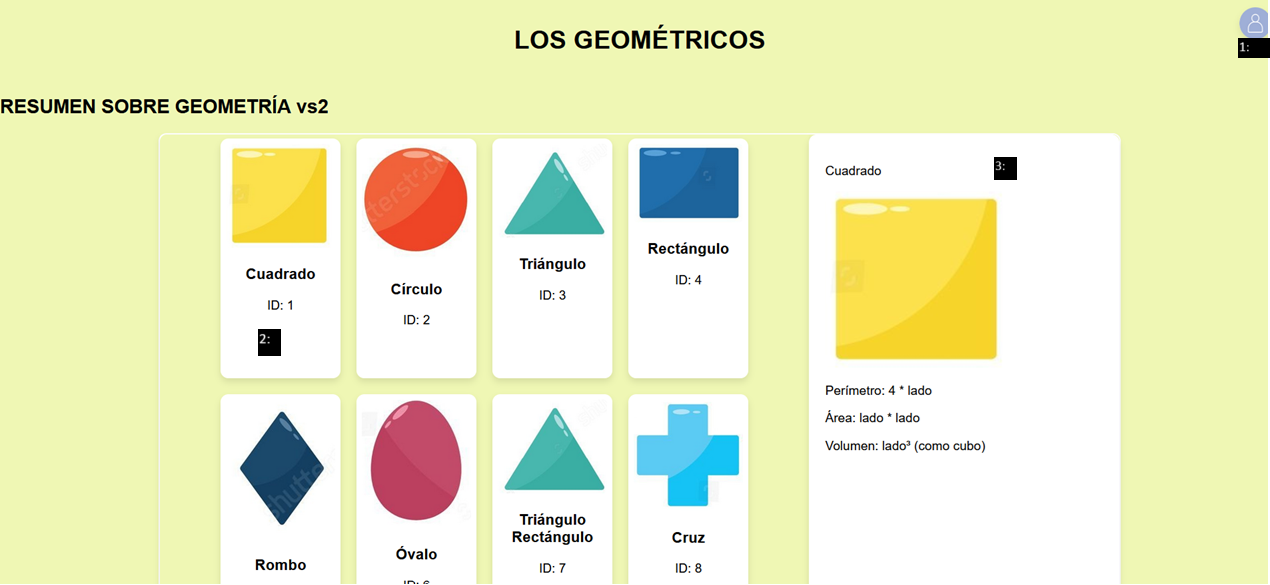 LOS GEOMÉTRICOS
1:
RESUMEN SOBRE GEOMETRÍA vs2
Cuadrado
ID: 1
2:
Círculo
ID: 2
Triángulo
ID: 3
Rectángulo
ID: 4
Rombo
Óvalo
ID: 6
Triángulo
Rectángulo
ID: 7
Cruz
ID: 8
Cuadrado
3:
Perímetro: 4 * lado
Área: lado * lado
Volumen: lado³ (como cubo)